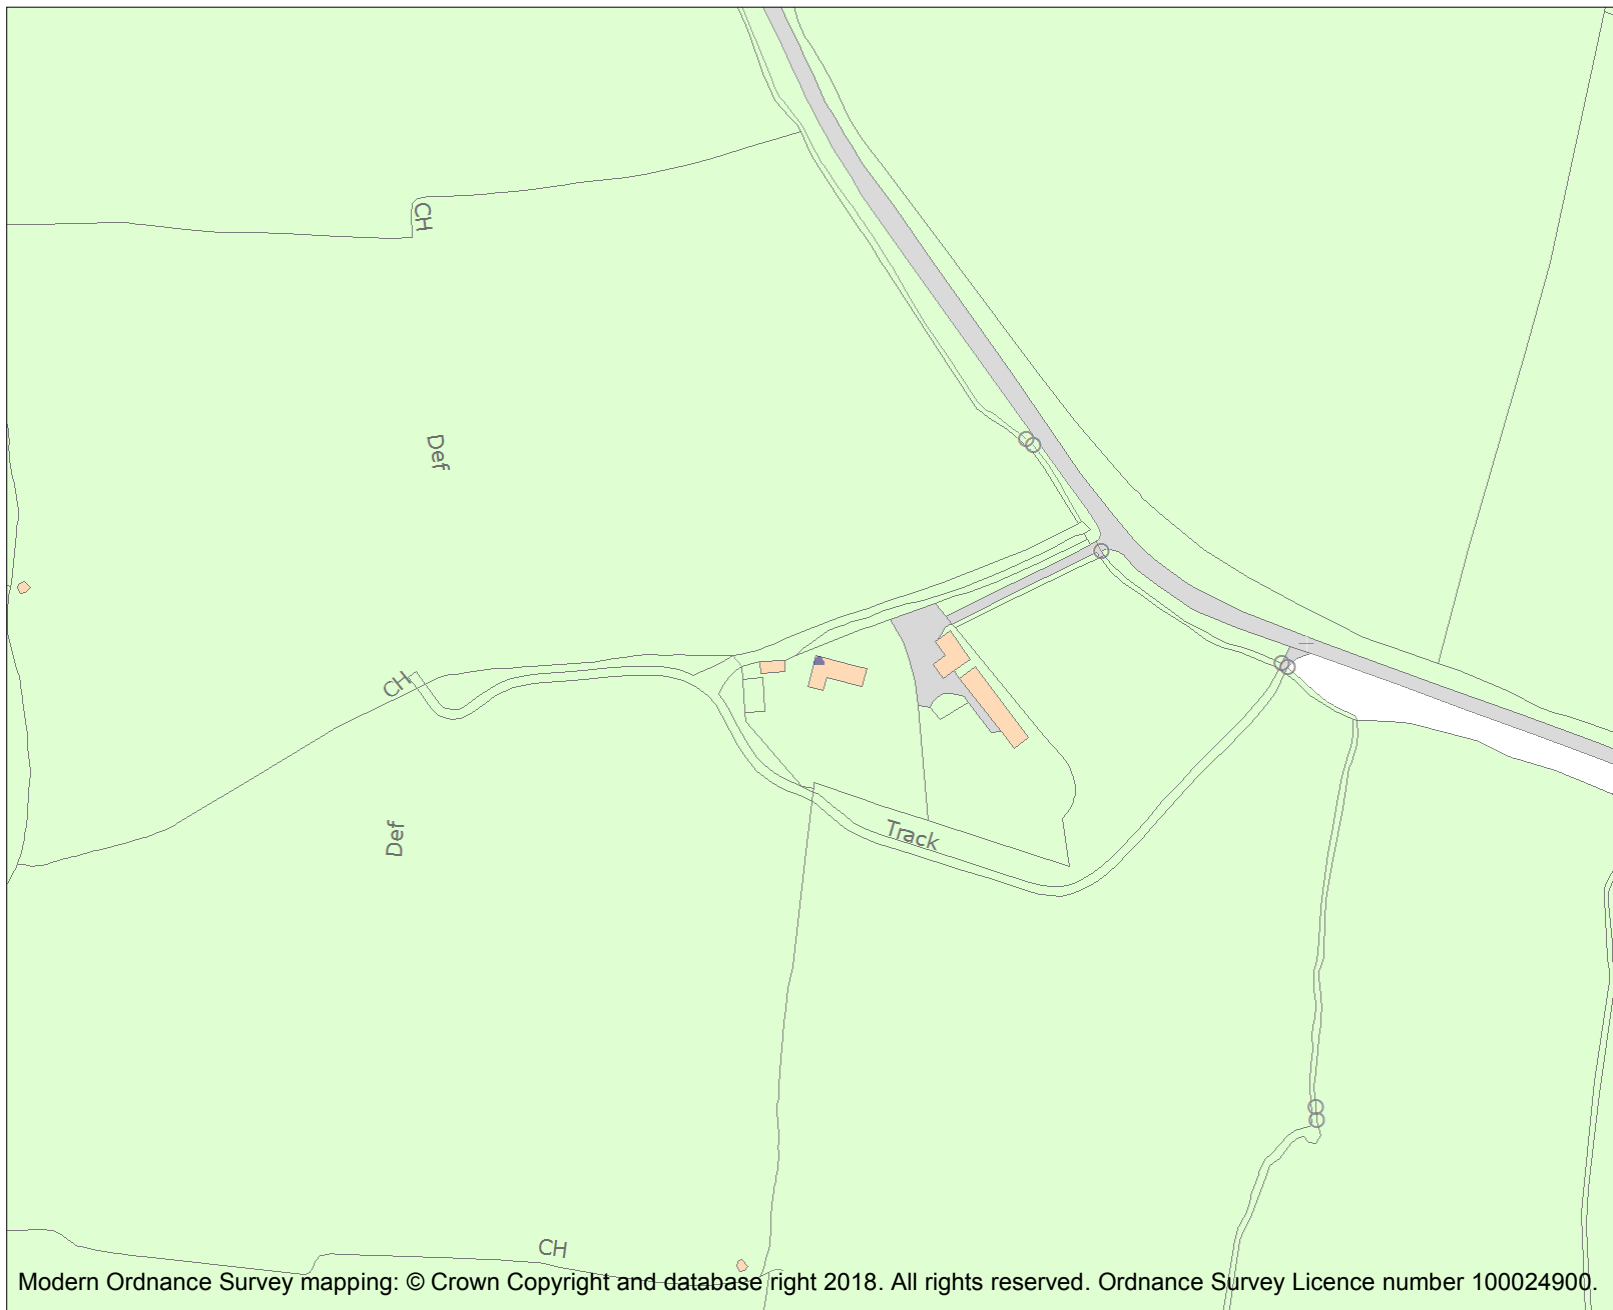 CH
Def
CH
Def
Track
CH
Modern Ordnance Survey mapping: © Crown Copyright and database right 2018. All rights reserved. Ordnance Survey Licence number 100024900.